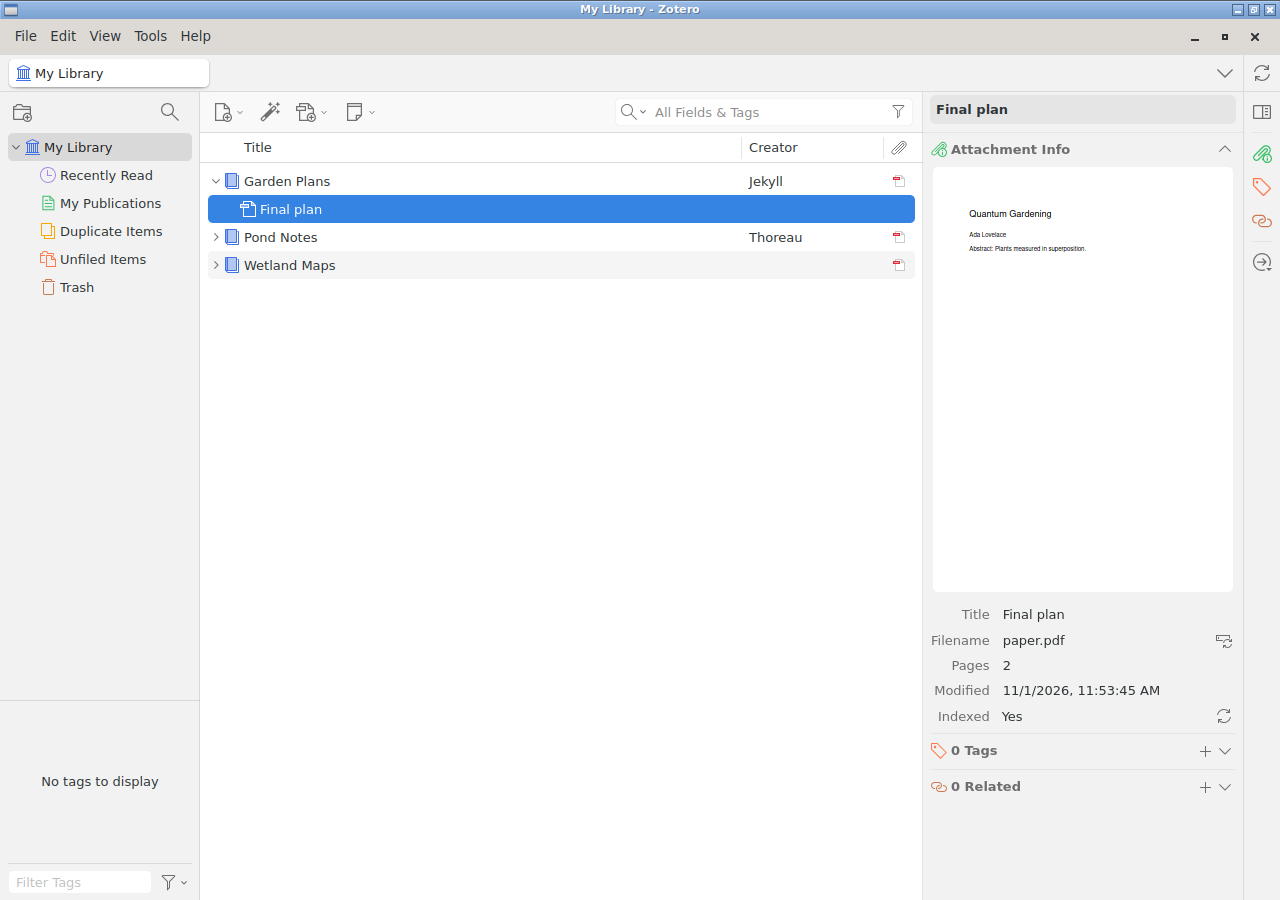 My Library - Zotero
File Edit View Tools Help
My Library
All Fields & Tags
My Library
Recently Read
My Publications
Duplicate Items
Unfiled Items
Trash
No tags to display
Filter Tags
Title Creator
Garden Plans Jekyll
Final plan
Pond Notes Thoreau
Wetland Maps
Final plan
Attachment Info
Quantum Gardening
Ada Lovelace
Abstract: Plants measured in superposition.
Title Final plan
Filename paper.pdf
Pages 2
Modified 11/1/2026, 11:53:45 AM
Indexed Yes
0 Tags
0 Related